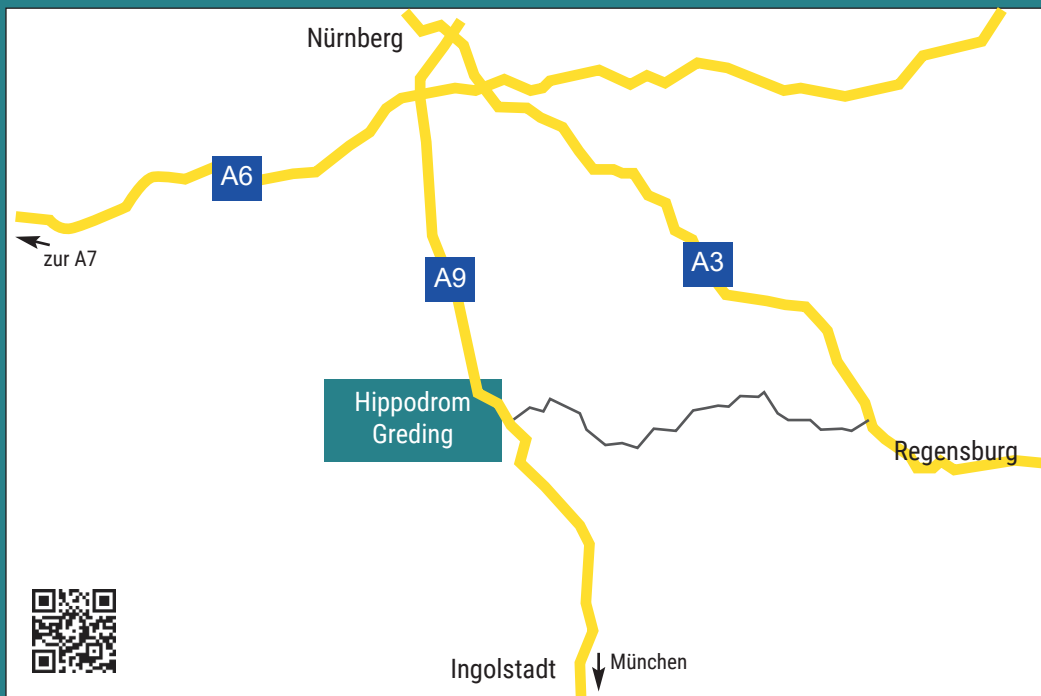 Nürnberg
A6
zur A7
A9
A3
Hippodrom
Greding
Regensburg
Ingolstadt
München